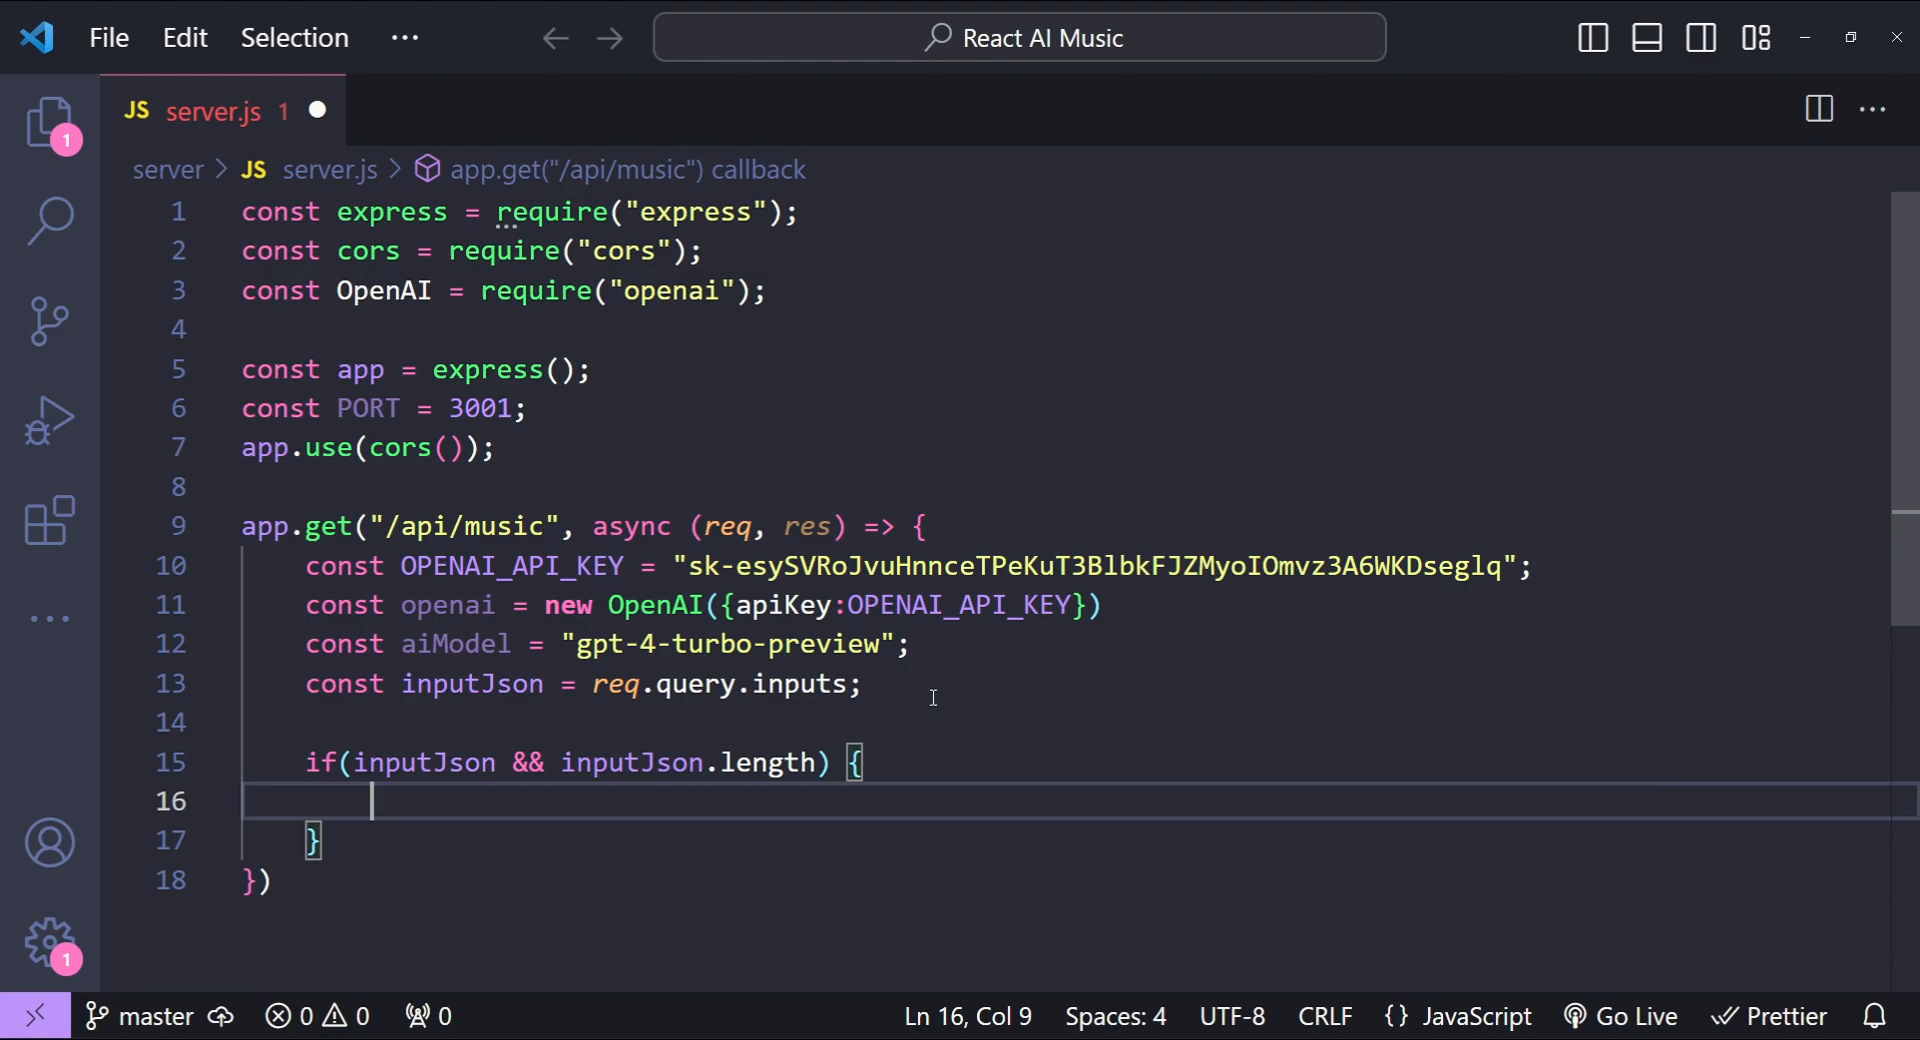 File Edit Selection ··· React AI Music
JS server.js 1
1
server > JS server.js > app.get("/api/music") callback
1 const express = require("express");
2 const cors = require("cors");
3 const OpenAI = require("openai");
4
5 const app = express();
6 const PORT = 3001;
7 app.use(cors());
8
9 app.get("/api/music", async (req, res) => {
10 const OPENAI_API_KEY = "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";
11 const openai = new OpenAI({apiKey:OPENAI_API_KEY})
12 const aiModel = "gpt-4-turbo-preview";
13 const inputJson = req.query.inputs;
14
15 if(inputJson && inputJson.length) {
16
17 }
18 })
1
master 0 0 0 Ln 16, Col 9 Spaces: 4 UTF-8 CRLF {} JavaScript Go Live Prettier